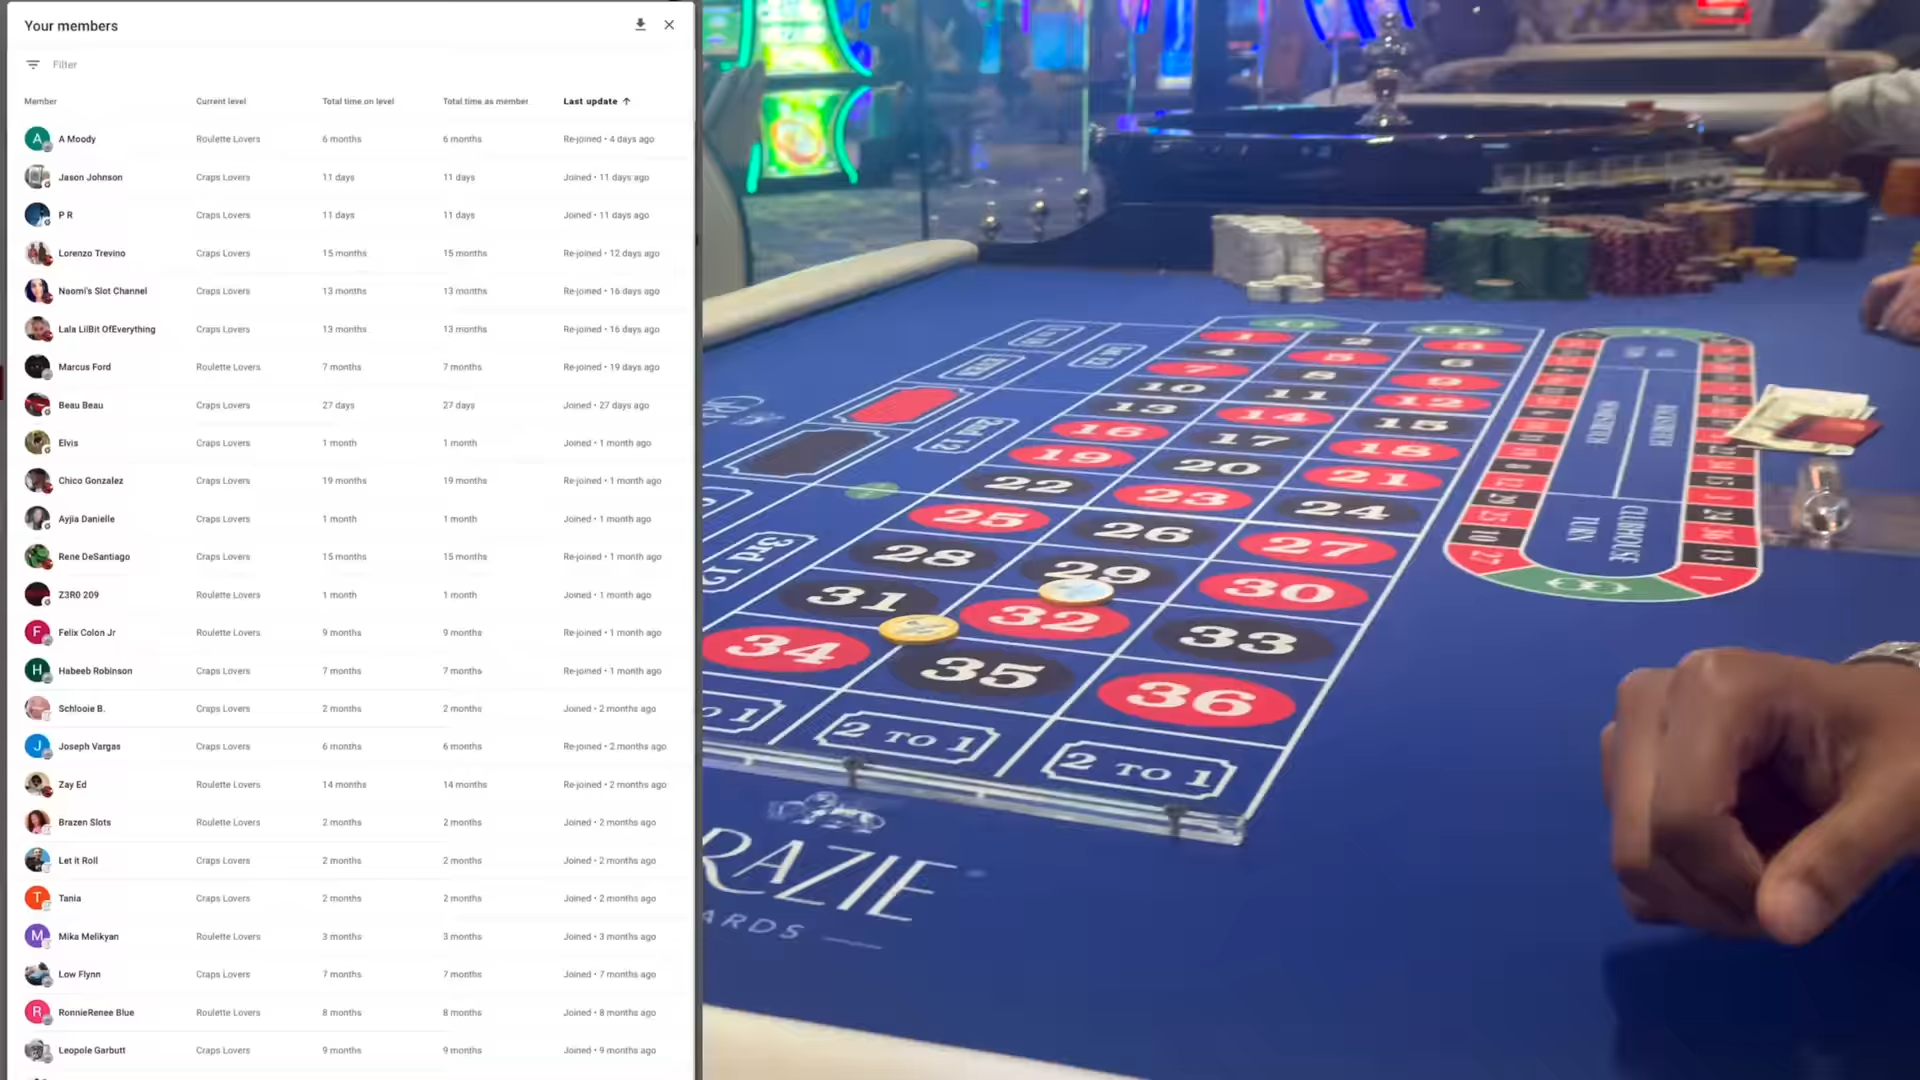 Your members
Filter
Member Current level Total time on level Total time as member Last update
A A Moody Roulette Lovers 6 months 6 months Re-joined • 4 days ago
Jason Johnson Craps Lovers 11 days 11 days Joined • 11 days ago
P R Craps Lovers 11 days 11 days Joined • 11 days ago
Lorenzo Trevino Craps Lovers 15 months 15 months Re-joined • 12 days ago
Naomi's Slot Channel Craps Lovers 13 months 13 months Re-joined • 16 days ago
Lala LilBit OfEverything Craps Lovers 13 months 13 months Re-joined • 16 days ago
Marcus Ford Roulette Lovers 7 months 7 months Re-joined • 19 days ago
Beau Beau Craps Lovers 27 days 27 days Joined • 27 days ago
Elvis Craps Lovers 1 month 1 month Joined • 1 month ago
Chico Gonzalez Craps Lovers 19 months 19 months Re-joined • 1 month ago
Ayjia Danielle Craps Lovers 1 month 1 month Joined • 1 month ago
Rene DeSantiago Craps Lovers 15 months 15 months Re-joined • 1 month ago
Z3R0 209 Roulette Lovers 1 month 1 month Joined • 1 month ago
F Felix Colon Jr Roulette Lovers 9 months 9 months Re-joined • 1 month ago
H Habeeb Robinson Craps Lovers 7 months 7 months Re-joined • 1 month ago
Schlooie B. Craps Lovers 2 months 2 months Joined • 2 months ago
J Joseph Vargas Craps Lovers 6 months 6 months Re-joined • 2 months ago
Zay Ed Roulette Lovers 14 months 14 months Re-joined • 2 months ago
Brazen Slots Roulette Lovers 2 months 2 months Joined • 2 months ago
Let it Roll Craps Lovers 2 months 2 months Joined • 2 months ago
T Tania Craps Lovers 2 months 2 months Joined • 2 months ago
M Mika Melikyan Roulette Lovers 3 months 3 months Joined • 3 months ago
Low Flynn Craps Lovers 7 months 7 months Joined • 7 months ago
R RonnieRenee Blue Roulette Lovers 8 months 8 months Joined • 8 months ago
Leopole Garbutt Craps Lovers 9 months 9 months Joined • 9 months ago
1 2 3
4 5 6
7 8 9
10 11 12
13 14 15
16 17 18
19 20 21
22 23 24
25 26 27
28 29 30
31 32 33
34 35 36
2nd 12
3rd 12
O 1
2 TO 1
2 TO 1
RAZIE
ARDS
CLUBHOUSE
TURN